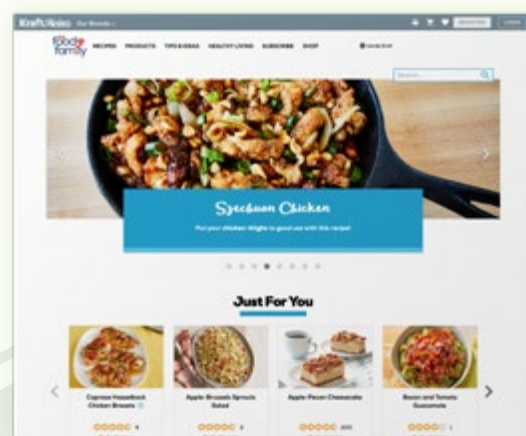 KraftHeinz Our Brands
food & family RECIPES PRODUCTS TIPS & IDEAS HEALTHY LIVING SUBSCRIBE SHOP
Search...
Szechuan Chicken
Put your chicken thighs to good use with this recipe!
Just For You
Caprese Hasselback Chicken Breasts
Apple-Brussels Sprouts Salad
Apple-Pecan Cheesecake
Bacon and Tomato Guacamole